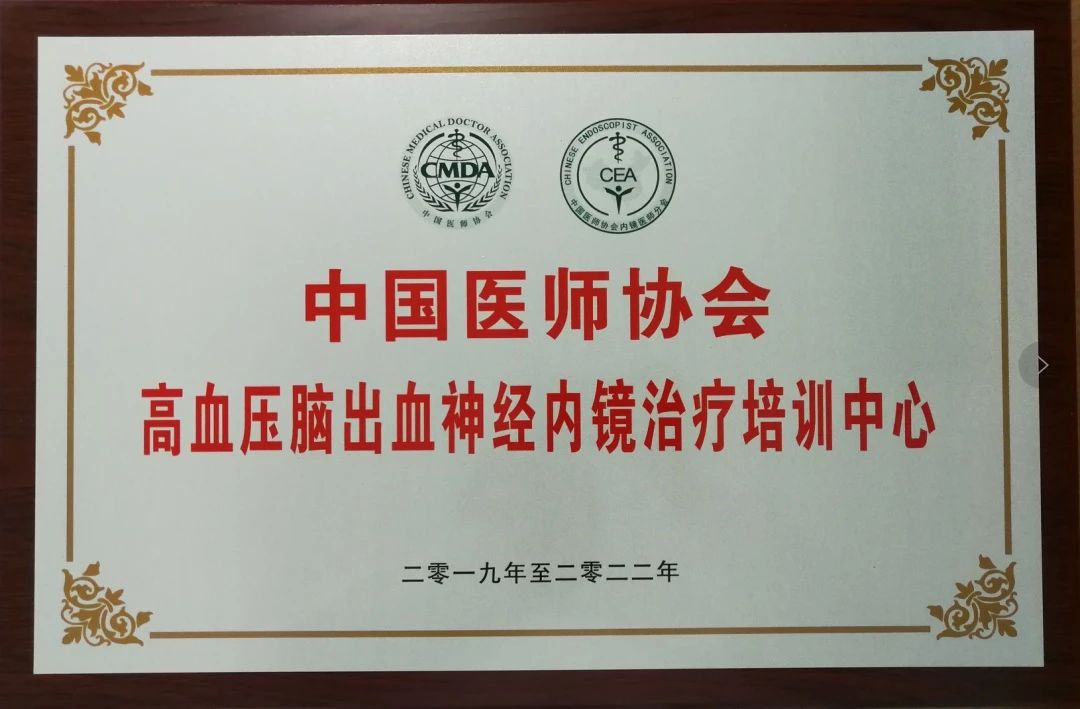 CHINESE MEDICAL DOCTOR ASSOCIATION
CMDA
中国医师协会
CHINESE ENDOSCOPIST ASSOCIATION
CEA
中国医师协会内镜医师分会
中国医师协会
高血压脑出血神经内镜治疗培训中心
二零一九年至二零二二年